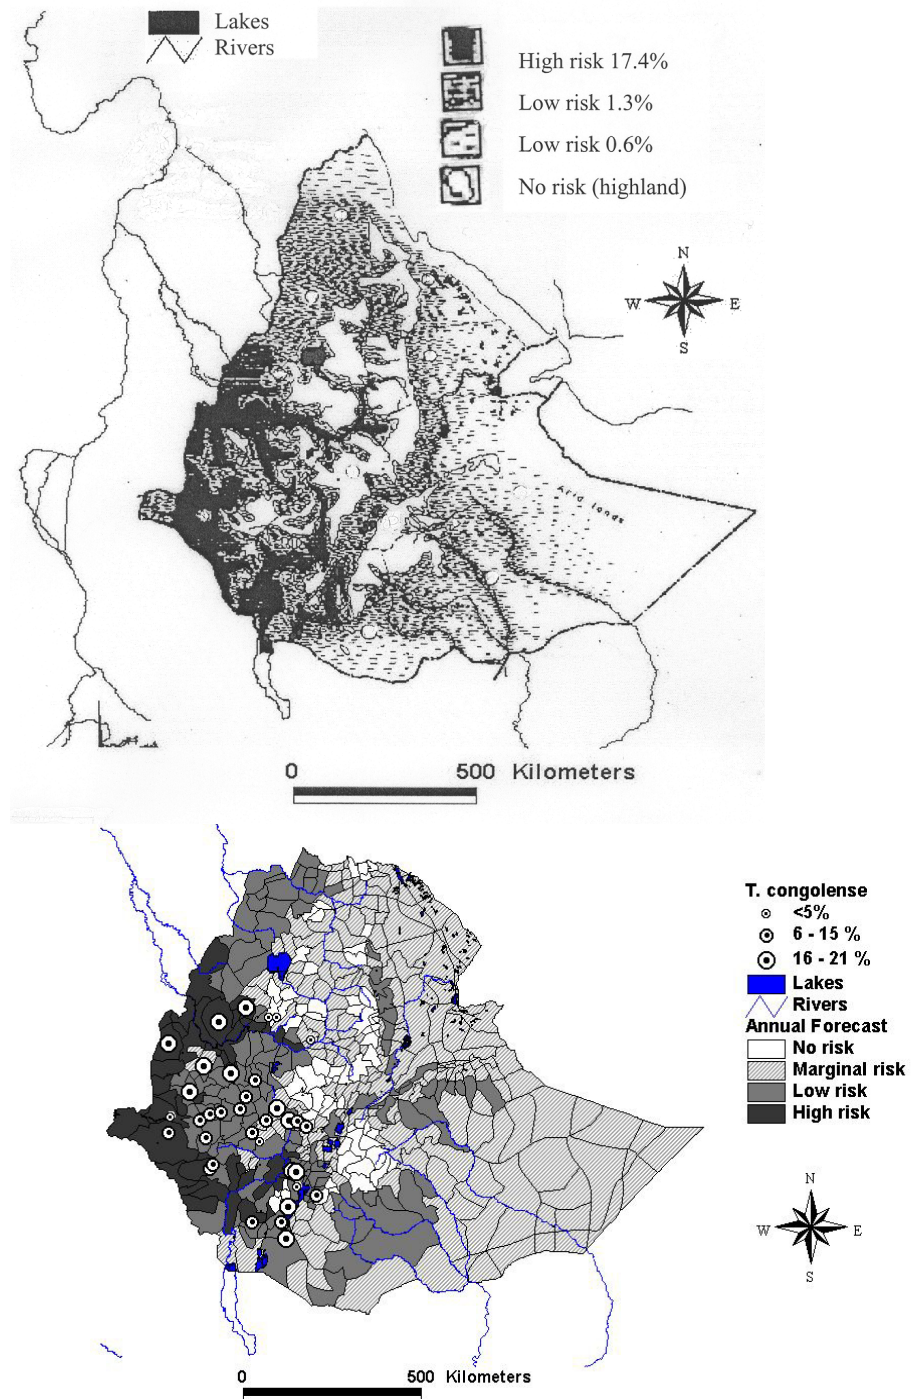 Lakes
Rivers
High risk 17.4%
Low risk 1.3%
Low risk 0.6%
No risk (highland)
N
W E
S
Arid lands
0 500 Kilometers
T. congolense
<5%
6 - 15 %
16 - 21 %
Lakes
Rivers
Annual Forecast
No risk
Marginal risk
Low risk
High risk
N
W E
S
0 500 Kilometers